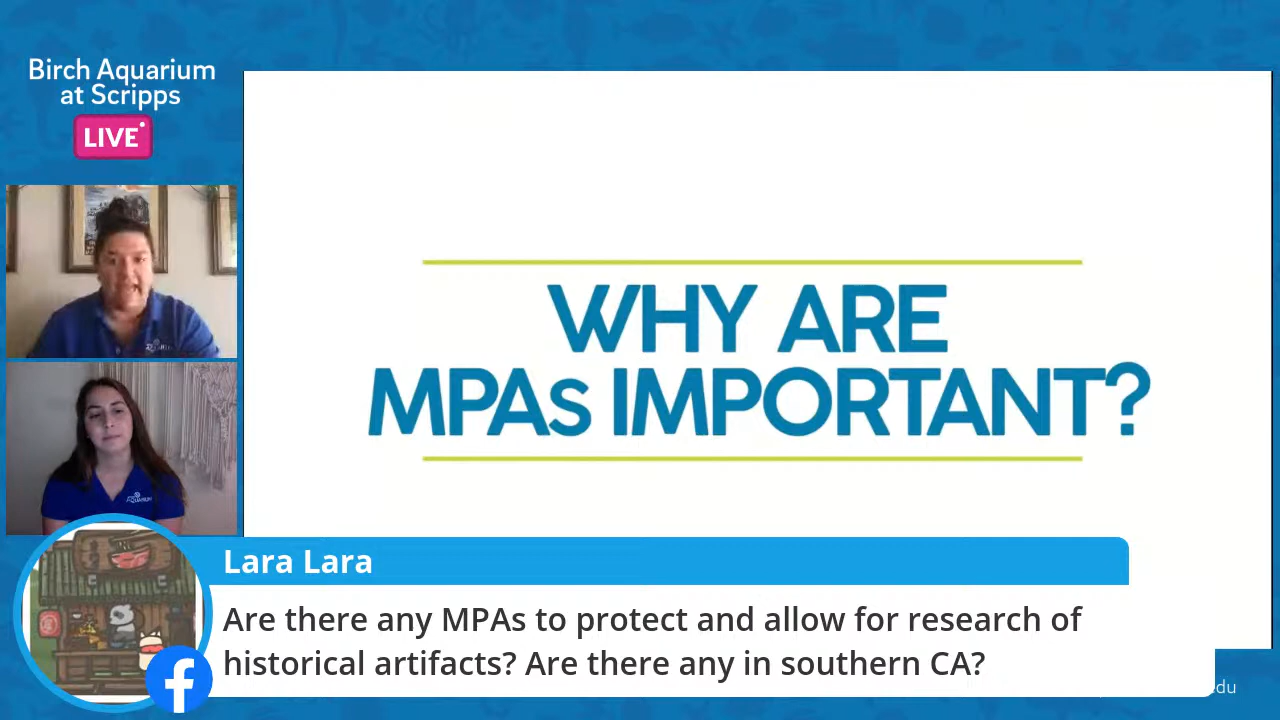 Birch Aquarium
at Scripps
LIVE
WHY ARE
MPAs IMPORTANT?
Lara Lara
Are there any MPAs to protect and allow for research of
historical artifacts? Are there any in southern CA?
edu